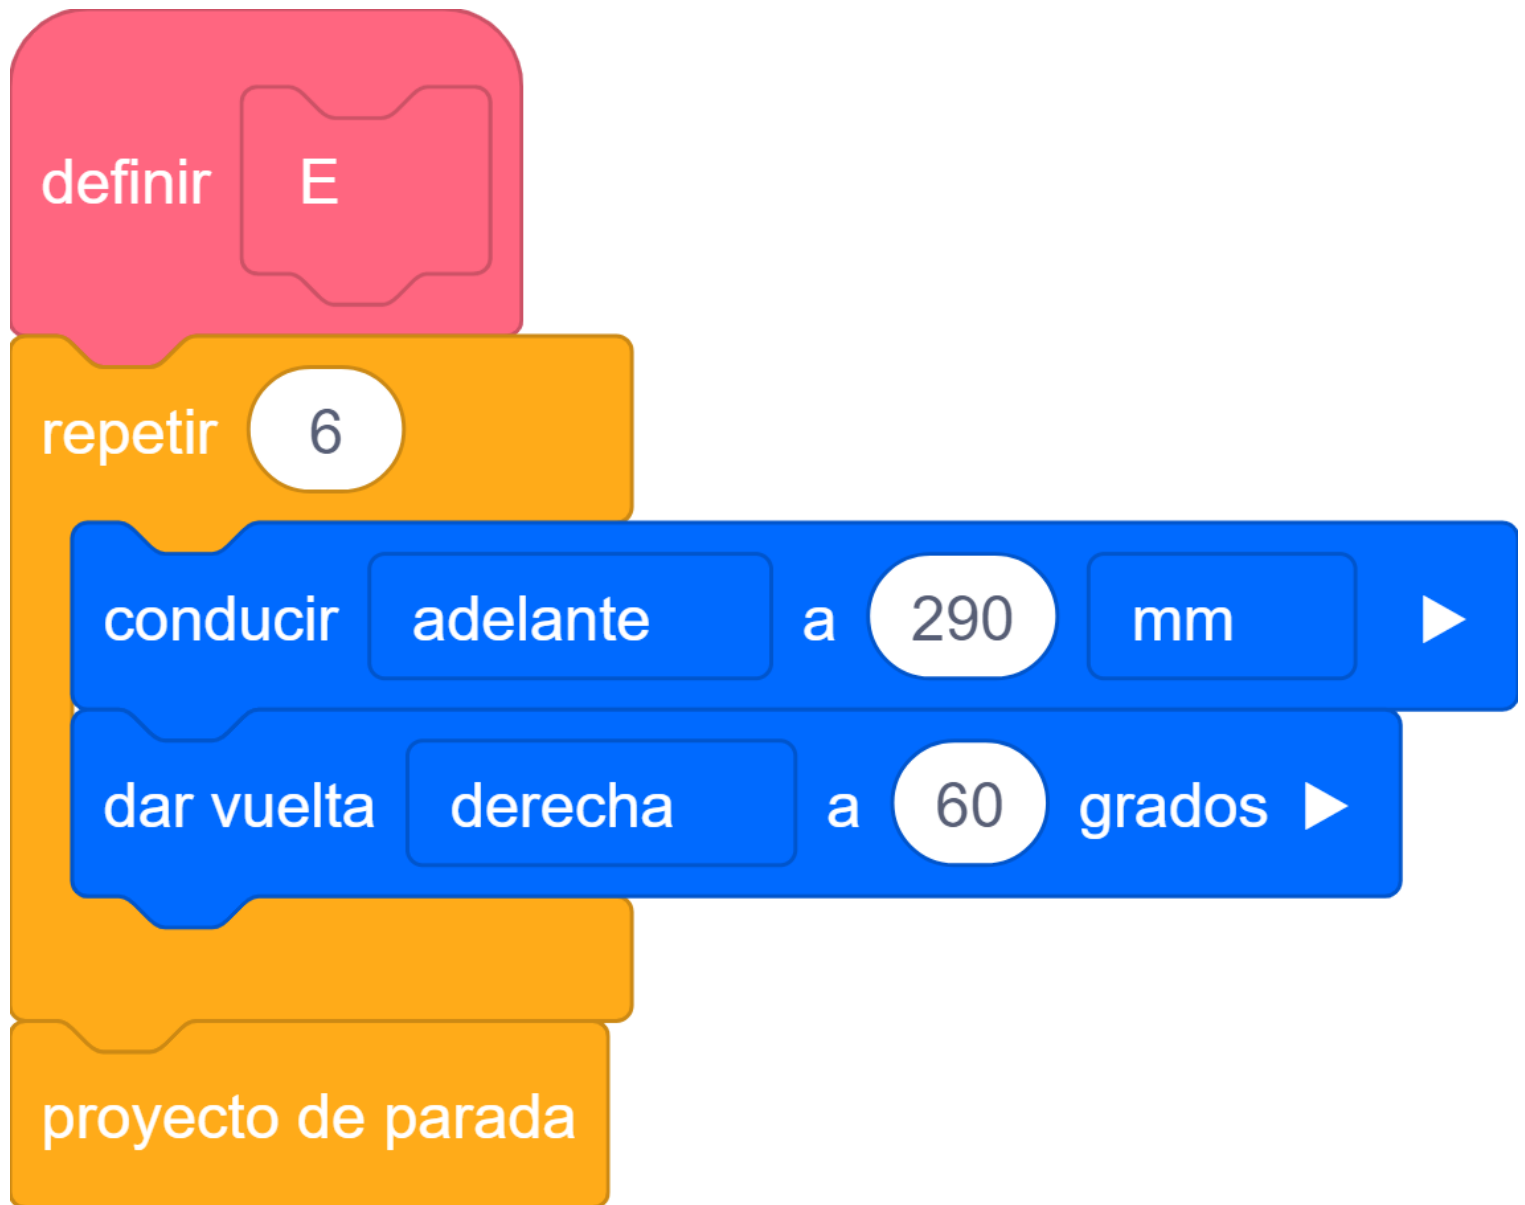 definir E
repetir 6
conducir adelante a 290 mm
dar vuelta derecha a 60 grados
proyecto de parada